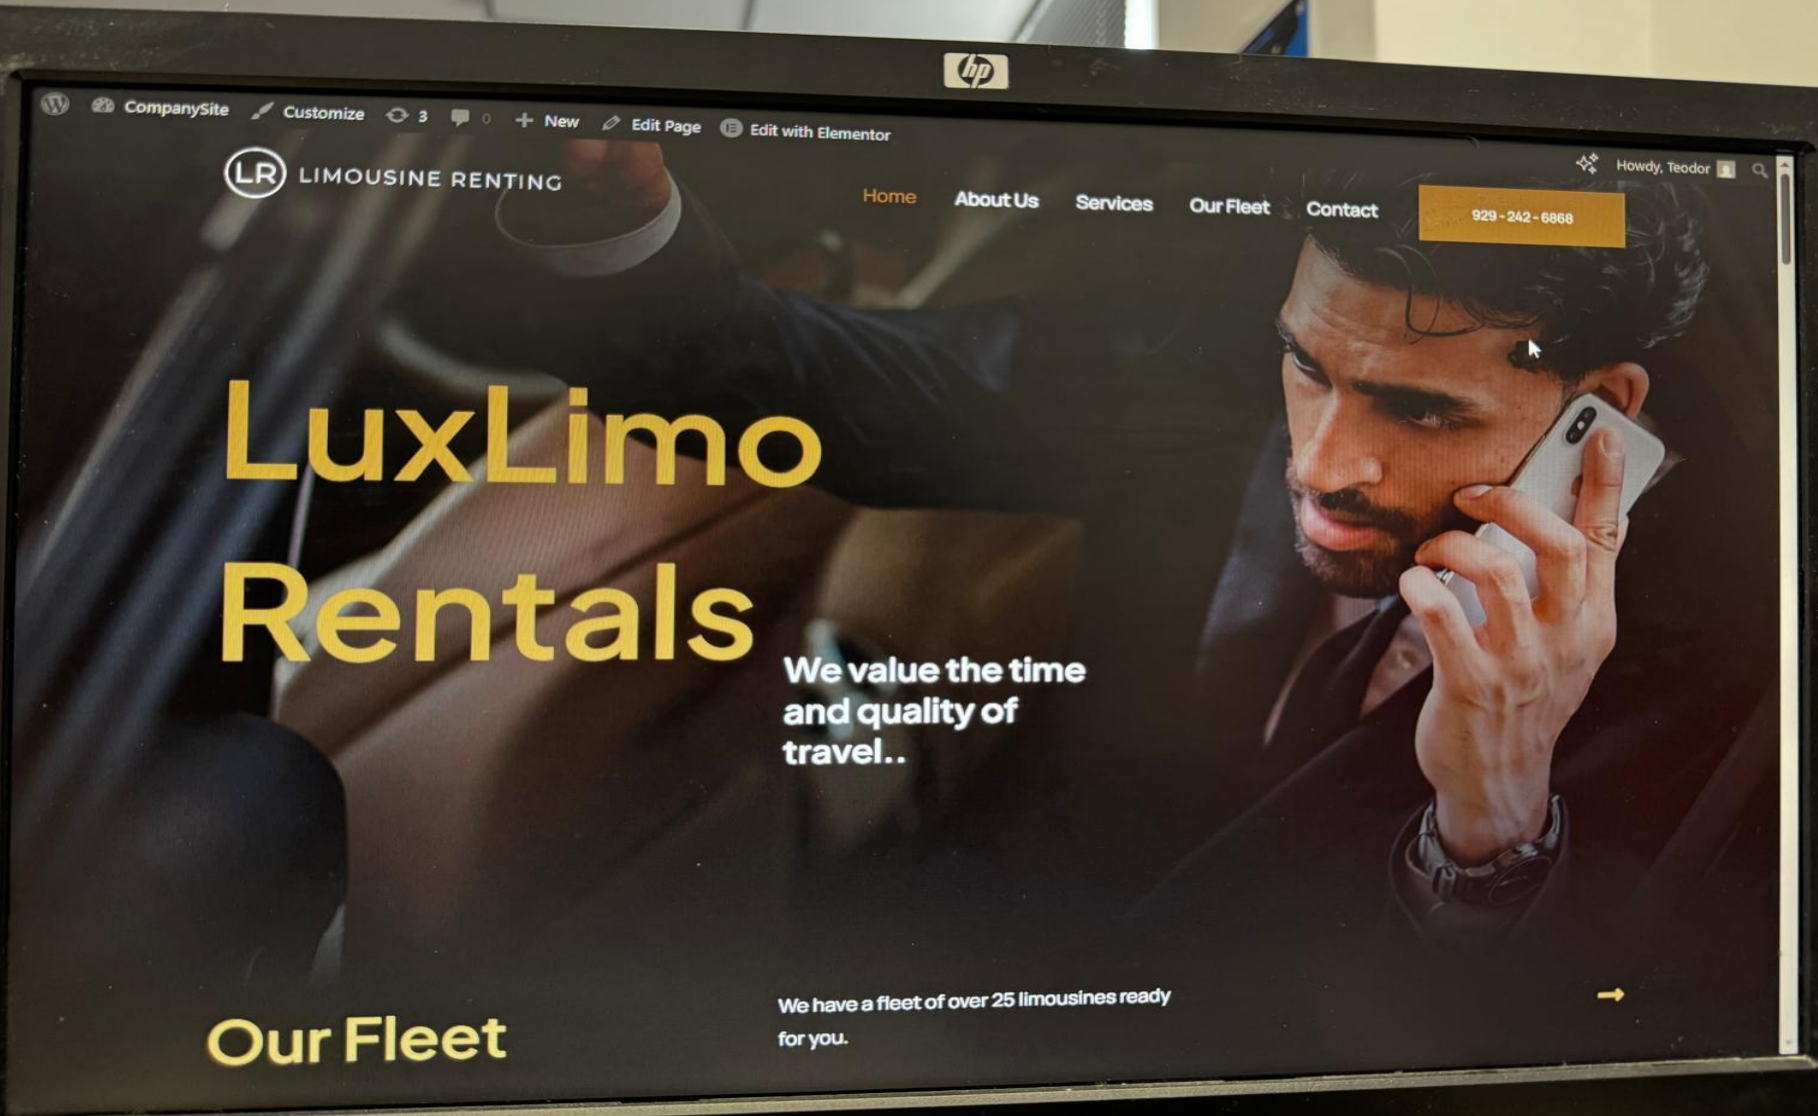 hp
CompanySite Customize 3 0 New Edit Page Edit with Elementor
Howdy, Teodor
LR LIMOUSINE RENTING
Home About Us Services Our Fleet Contact 929-242-6868
LuxLimo
Rentals
We value the time
and quality of
travel..
Our Fleet
We have a fleet of over 25 limousines ready
for you.